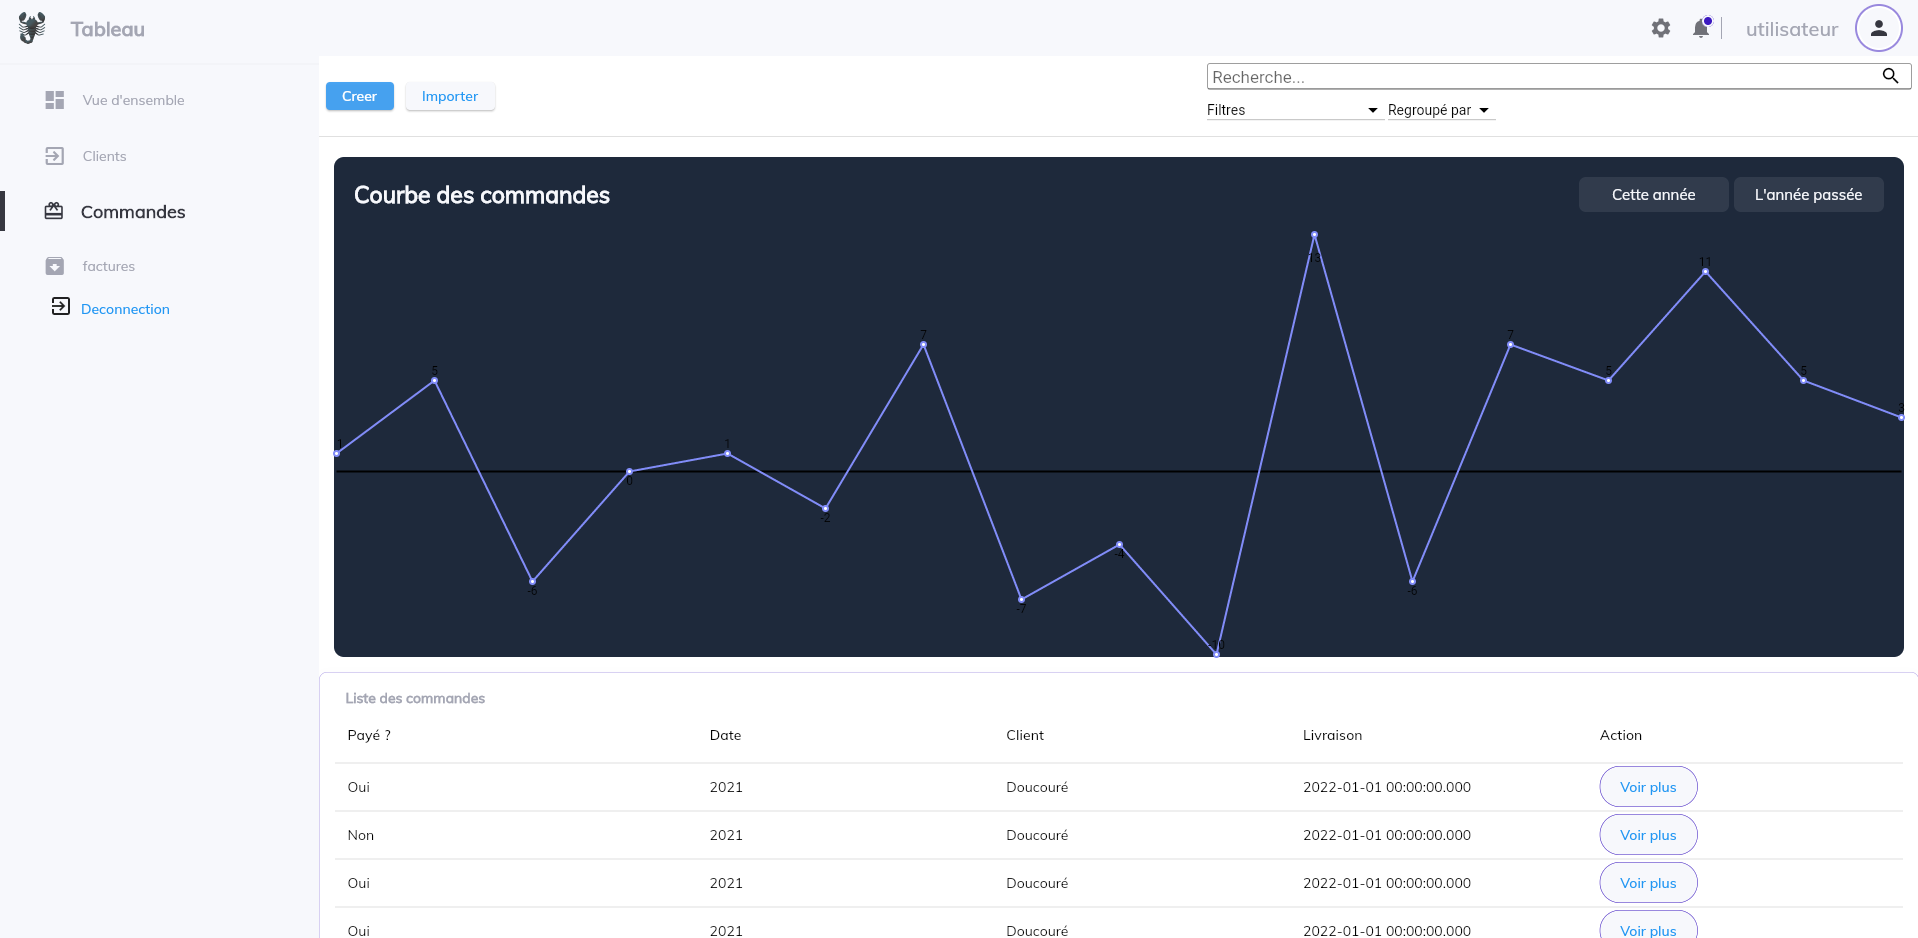 Tableau
utilisateur
Vue d'ensemble
Clients
Commandes
factures
Deconnection
Creer
Importer
Recherche...
Filtres
Regroupé par
Courbe des commandes
Cette année
L'année passée
1
5
-6
0
1
-2
7
-7
-4
-10
13
-6
7
5
11
5
3
Liste des commandes
Payé ? Date Client Livraison Action
Oui 2021 Doucouré 2022-01-01 00:00:00.000 Voir plus
Non 2021 Doucouré 2022-01-01 00:00:00.000 Voir plus
Oui 2021 Doucouré 2022-01-01 00:00:00.000 Voir plus
Oui 2021 Doucouré 2022-01-01 00:00:00.000 Voir plus